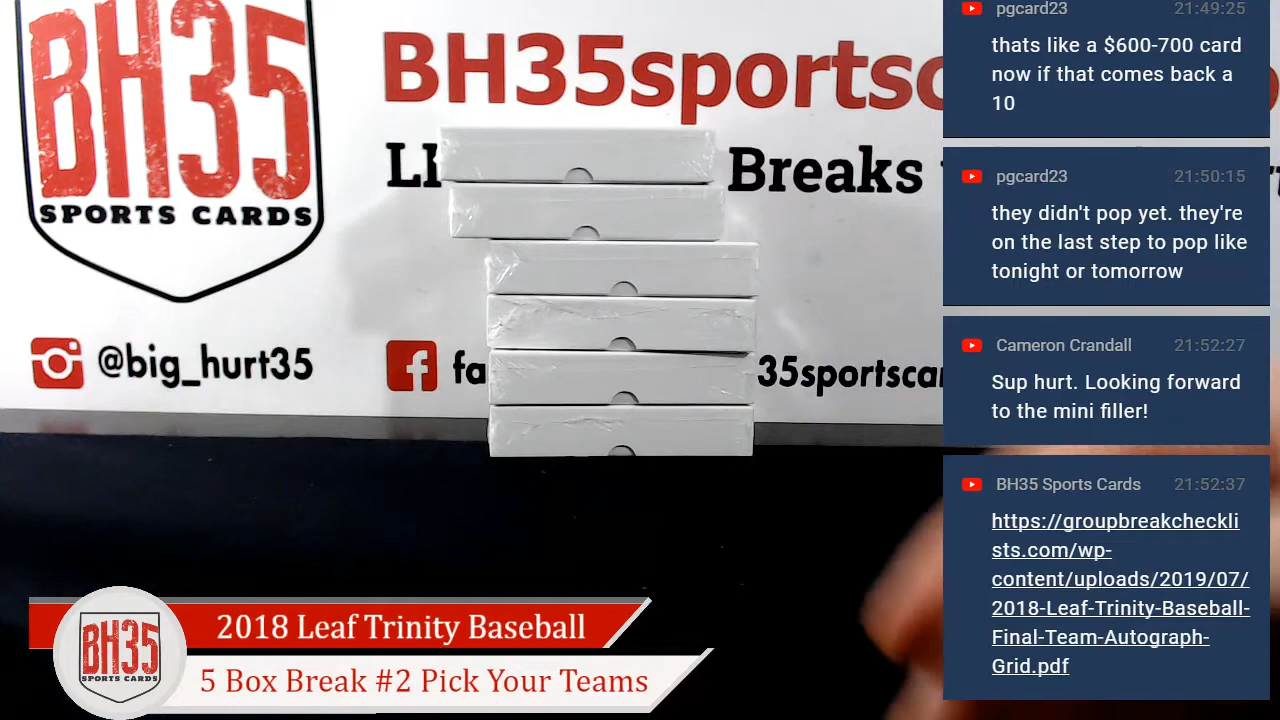 BH35
SPORTS CARDS
BH35sportsc
LI
Breaks
@big_hurt35
fa
35sportscar
pgcard23 21:49:25
thats like a $600-700 card
now if that comes back a
10
pgcard23 21:50:15
they didn't pop yet. they're
on the last step to pop like
tonight or tomorrow
Cameron Crandall 21:52:27
Sup hurt. Looking forward
to the mini filler!
BH35 Sports Cards 21:52:37
https://groupbreakcheckli
sts.com/wp-
content/uploads/2019/07/
2018-Leaf-Trinity-Baseball-
Final-Team-Autograph-
Grid.pdf
BH35
SPORTS CARDS
2018 Leaf Trinity Baseball
5 Box Break #2 Pick Your Teams